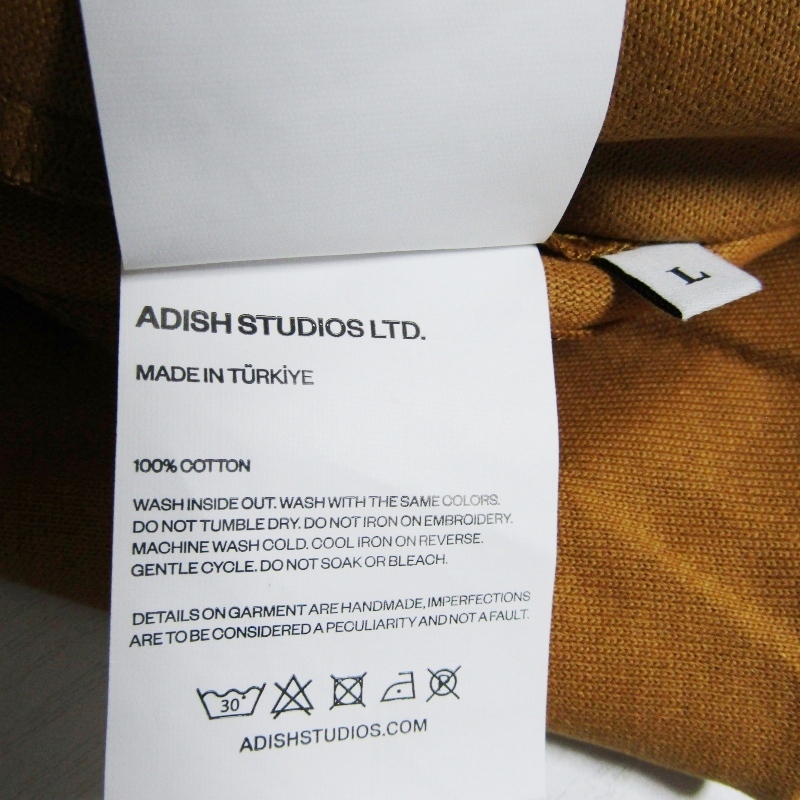 L
ADISH STUDIOS LTD.
MADE IN TÜRKİYE
100% COTTON
WASH INSIDE OUT. WASH WITH THE SAME COLORS.
DO NOT TUMBLE DRY. DO NOT IRON ON EMBROIDERY.
MACHINE WASH COLD. COOL IRON ON REVERSE.
GENTLE CYCLE. DO NOT SOAK OR BLEACH.
DETAILS ON GARMENT ARE HANDMADE, IMPERFECTIONS
ARE TO BE CONSIDERED A PECULIARITY AND NOT A FAULT.
30° P
ADISHSTUDIOS.COM